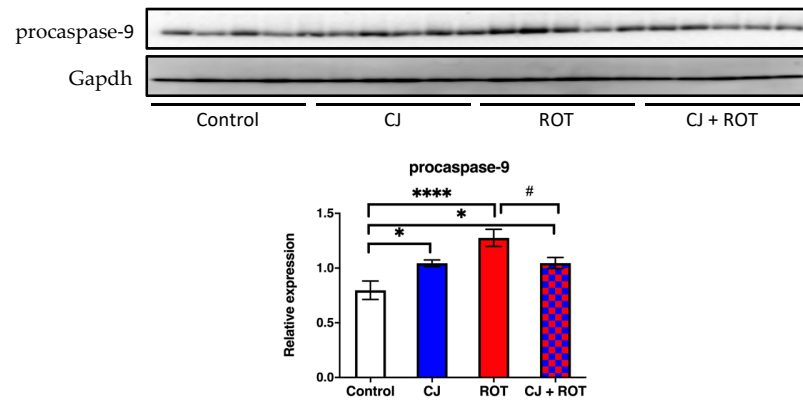 procaspase-9
Gapdh
Control CJ ROT CJ + ROT
procaspase-9
****
#
*
*
Relative expression
1.5
1.0
0.5
0.0
Control CJ ROT CJ + ROT